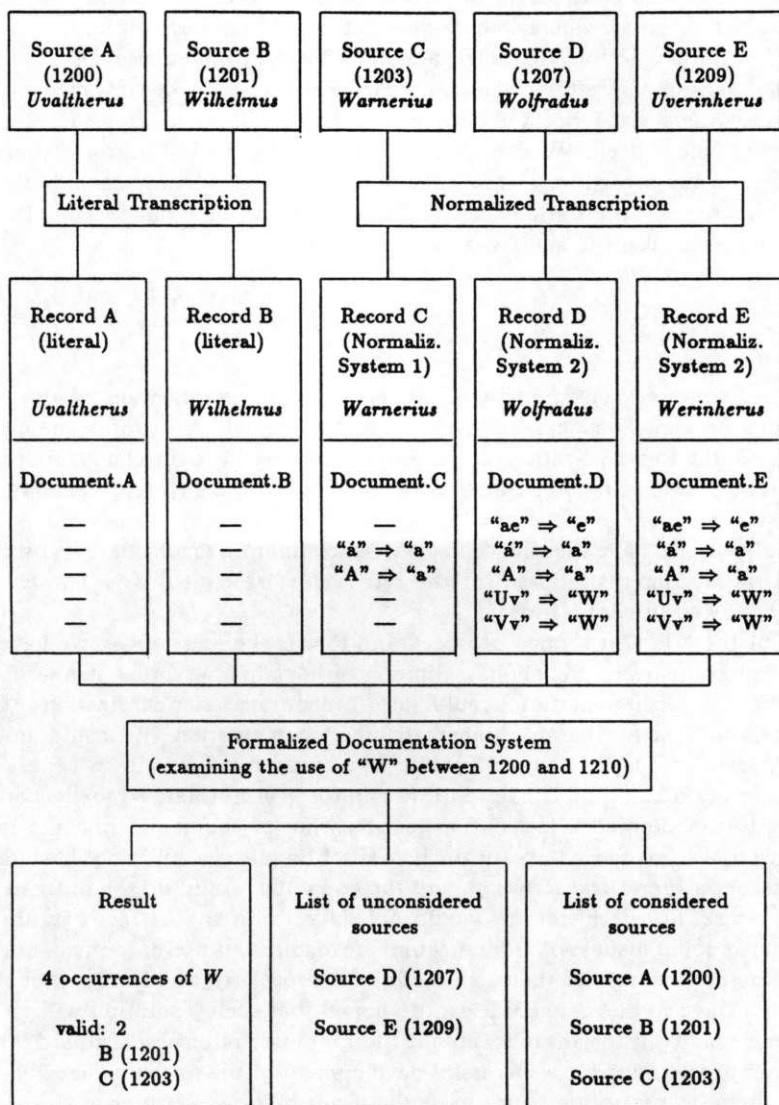 Source A
(1200)
Uvaltherus
Source B
(1201)
Wilhelmus
Source C
(1203)
Warnerius
Source D
(1207)
Wolfradus
Source E
(1209)
Uverinherus
Literal Transcription
Normalized Transcription
Record A
(literal)
Uvaltherus
Document.A
—
—
—
—
—
Record B
(literal)
Wilhelmus
Document.B
—
—
—
—
—
Record C
(Normaliz.
System 1)
Warnerius
Document.C
—
“á” ⇒ “a”
“A” ⇒ “a”
—
—
Record D
(Normaliz.
System 2)
Wolfradus
Document.D
“ae” ⇒ “e”
“á” ⇒ “a”
“A” ⇒ “a”
“Uv” ⇒ “W”
“Vv” ⇒ “W”
Record E
(Normaliz.
System 2)
Werinherus
Document.E
“ae” ⇒ “e”
“á” ⇒ “a”
“A” ⇒ “a”
“Uv” ⇒ “W”
“Vv” ⇒ “W”
Formalized Documentation System
(examining the use of “W” between 1200 and 1210)
Result
4 occurrences of W
valid: 2
B (1201)
C (1203)
List of unconsidered
sources
Source D (1207)
Source E (1209)
List of considered
sources
Source A (1200)
Source B (1201)
Source C (1203)